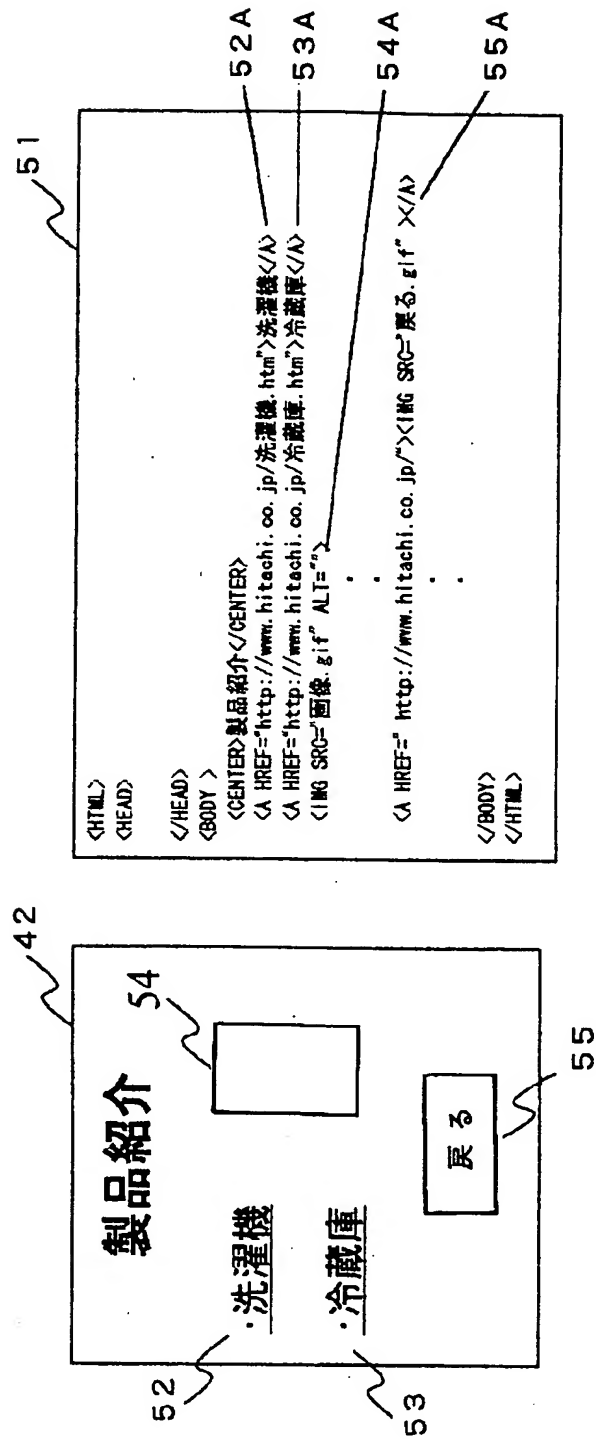 42
製品紹介
52
・洗濯機
54
53
・冷蔵庫
戻る
55
51
<HTML>
<HEAD>
</HEAD>
<BODY >
<CENTER>製品紹介</CENTER>
<A HREF="http://www.hitachi.co.jp/洗濯機.htm">洗濯機</A>
52A
<A HREF="http://www.hitachi.co.jp/冷蔵庫.htm">冷蔵庫</A>
53A
<IMG SRC="画像.gif" ALT="">
54A
<A HREF=" http://www.hitachi.co.jp/"><IMG SRC="戻る.gif" ></A>
55A
</BODY>
</HTML>